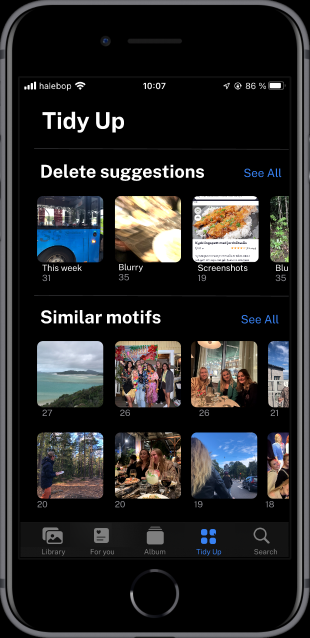 halebop 10:07 86 %
Tidy Up
Delete suggestions See All
This week Blurry Screenshots Blu
31 35 19 35
Similar motifs See All
27 26 26 21
20 20 19 18
Library For you Album Tidy Up Search